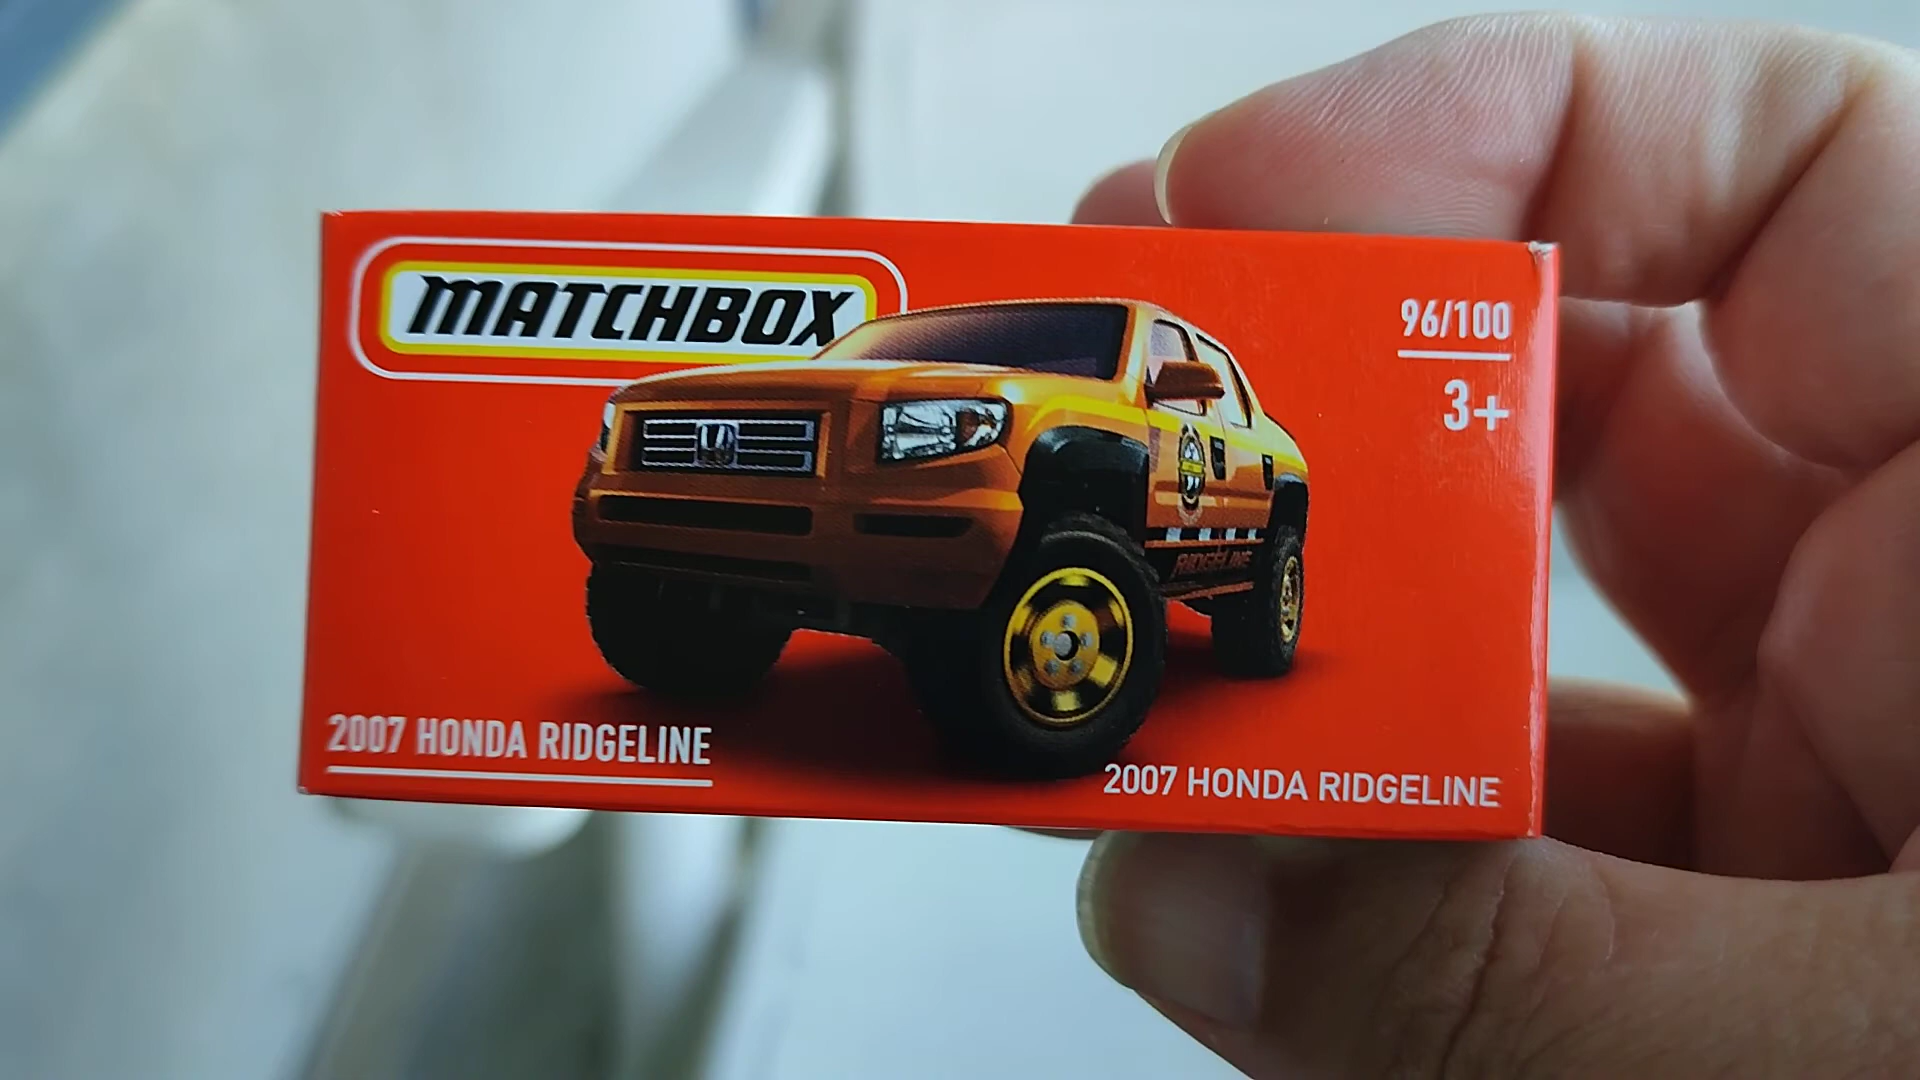 MATCHBOX
96/100
3+
RIDGELINE
2007 HONDA RIDGELINE
2007 HONDA RIDGELINE